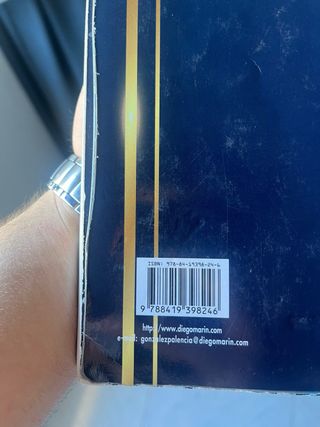 ISBN: 978-84-19398-24-6
9 788419 398246
http://www.diegomarin.com
e-mail: gonzalezpalencia@diegomarin.com